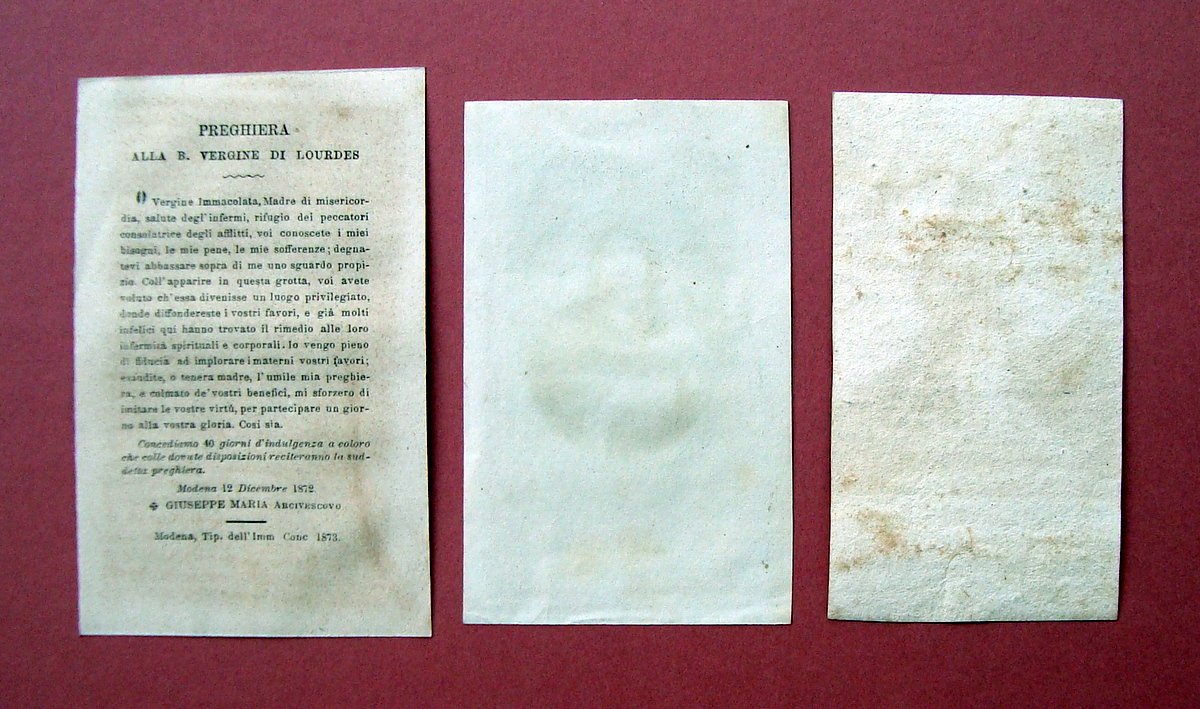 PREGHIERA
ALLA B. VERGINE DI LOURDES
O Vergine Immacolata, Madre di misericor-
dia, salute degl'infermi, rifugio dei peccatori
consolatrice degli afflitti, voi conoscete i miei
bisogni, le mie pene, le mie sofferenze; degna-
tevi abbassare sopra di me uno sguardo propi-
zio. Coll'apparire in questa grotta, voi avete
voluto ch'essa divenisse un luogo privilegiato,
donde diffondereste i vostri favori, e già molti
infelici qui hanno trovato il rimedio alle loro
infermità spirituali e corporali. Io vengo pieno
di fiducia ad implorare i materni vostri favori;
esaudite, o tenera madre, l'umile mia preghie-
ra, e colmato de'vostri benefici, mi sforzero di
imitare le vostre virtù, per partecipare un gior-
no alla vostra gloria. Così sia.
Concediamo 40 giorni d'indulgenza a coloro
che colle dovute disposizioni reciteranno la sud-
detta preghiera.
Modena 12 Dicembre 1872.
✠ GIUSEPPE MARIA ARCIVESCOVO
Modena, Tip. dell'Imm Conc 1873.